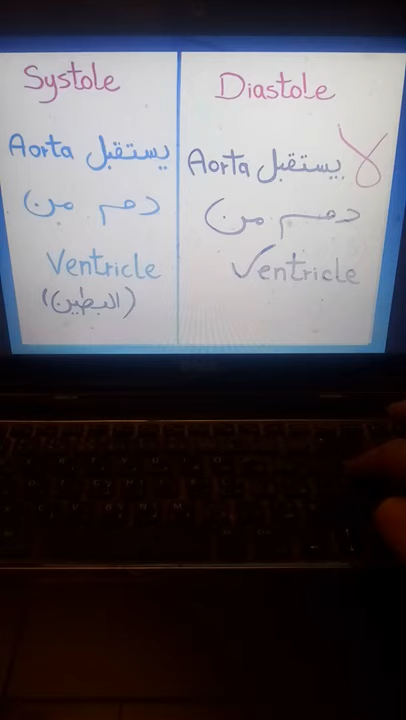 Systole
يستقبل Aorta
دم من
Ventricle
(البطين)
Diastole
لا يستقبل Aorta
دم من
Ventricle